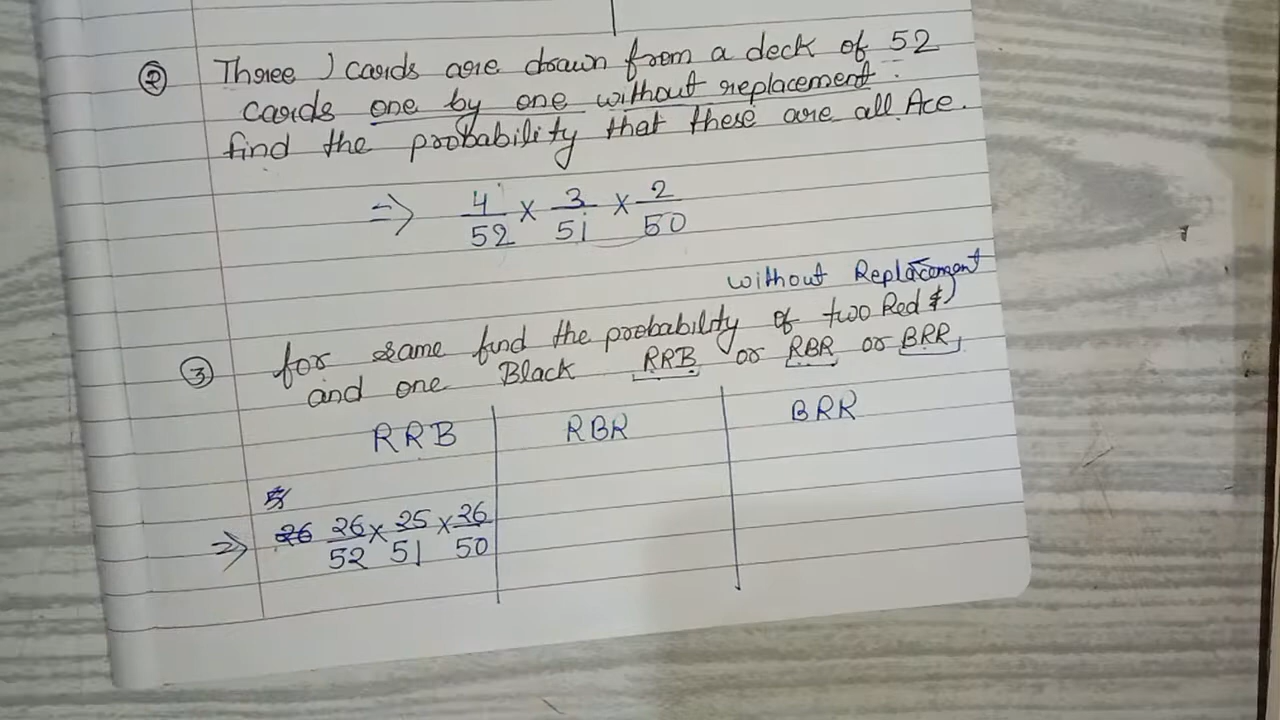 ② Three cards are drawn from a deck of 52
cards one by one without replacement.
find the probability that these are all Ace.
⇒ 4/52 × 3/51 × 2/50
without Replacement
③ for same find the probability of two Red &
and one Black RRB or RBR or BRR
RRB RBR BRR
⇒ 26/52 × 25/51 × 26/50